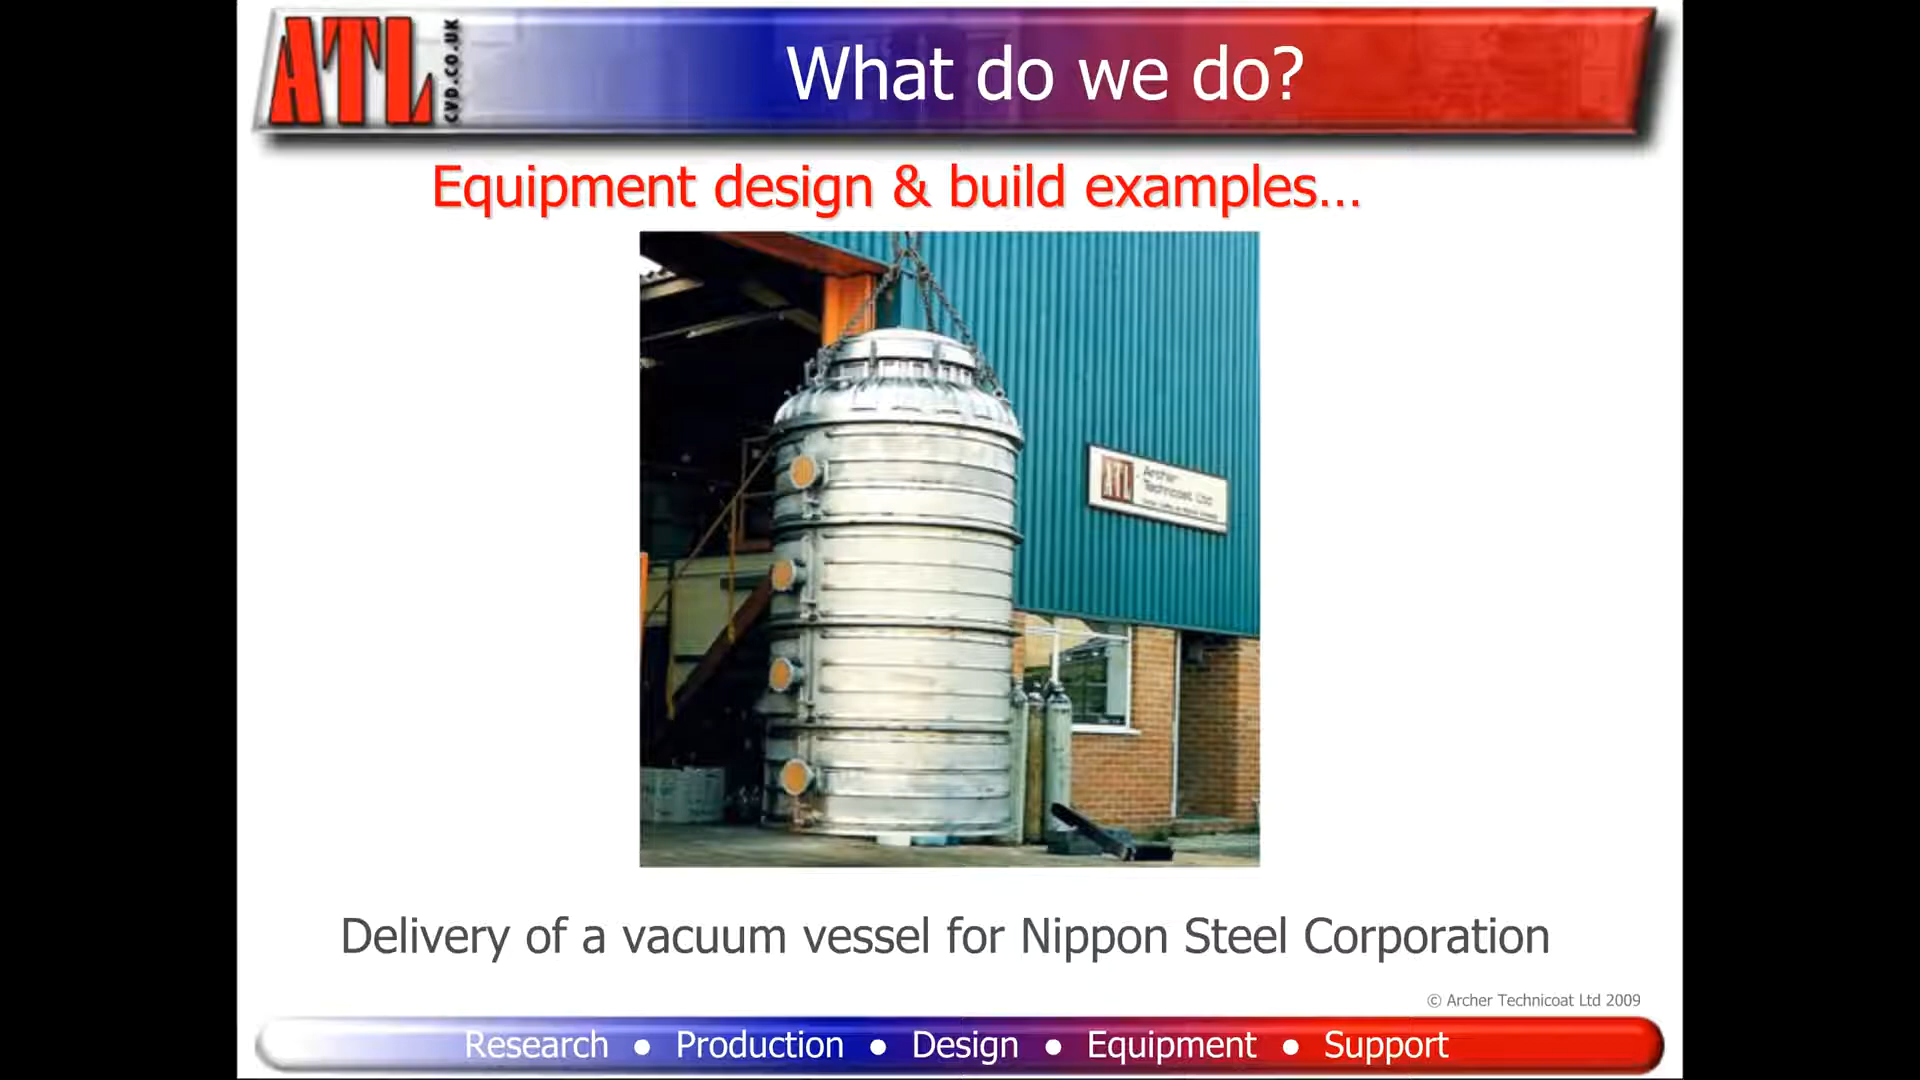 ATL
CVD.CO.UK
What do we do?
Equipment design & build examples...
ATL
Archer
Technicoat Ltd
Delivery of a vacuum vessel for Nippon Steel Corporation
© Archer Technicoat Ltd 2009
Research • Production • Design • Equipment • Support